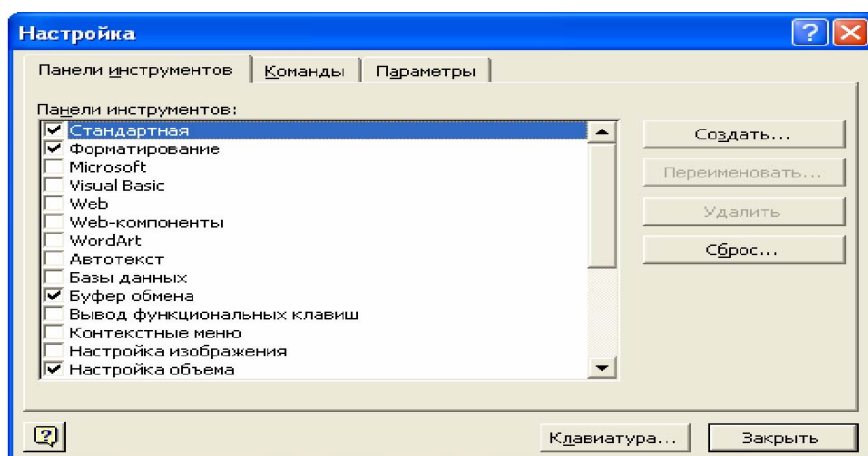 Настройка
Панели инструментов Команды Параметры
Панели инструментов:
Стандартная
Форматирование
Microsoft
Visual Basic
Web
Web-компоненты
WordArt
Автотекст
Базы данных
Буфер обмена
Вывод функциональных клавиш
Контекстные меню
Настройка изображения
Настройка объема
Создать...
Переименовать...
Удалить
Сброс...
Клавиатура... Закрыть